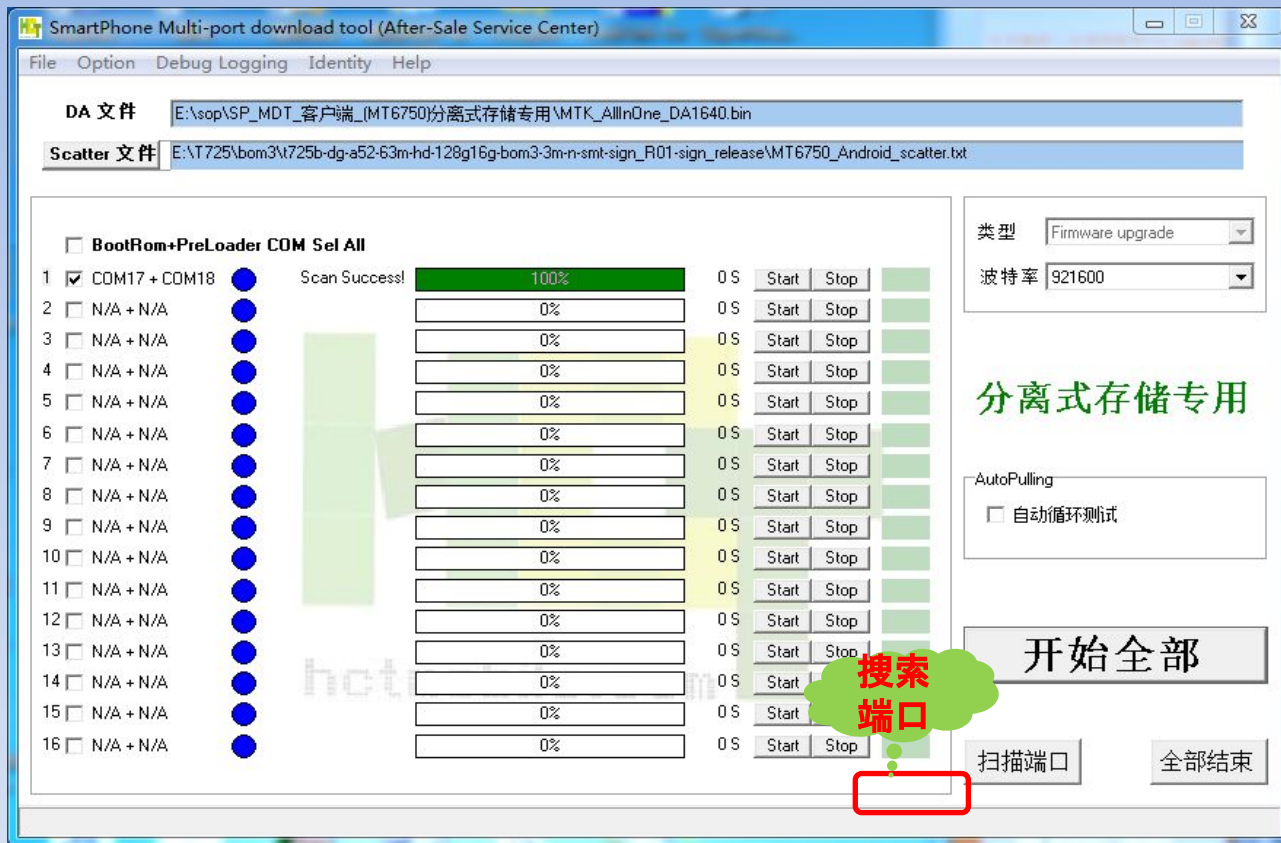 SmartPhone Multi-port download tool (After-Sale Service Center)
File Option Debug Logging Identity Help
DA 文件 E:\sop\SP_MDT_客户端_(MT6750)分离式存储专用\MTK_AllInOne_DA1640.bin
Scatter 文件 E:\T725\bom3\t725b-dg-a52-63m-hd-128g16g-bom3-3m-n-smt-sign_R01-sign_release\MT6750_Android_scatter.txt
BootRom+PreLoader COM Sel All
1 COM17 + COM18 Scan Success! 100% 0 S Start Stop
2 N/A + N/A 0% 0 S Start Stop
3 N/A + N/A 0% 0 S Start Stop
4 N/A + N/A 0% 0 S Start Stop
5 N/A + N/A 0% 0 S Start Stop
6 N/A + N/A 0% 0 S Start Stop
7 N/A + N/A 0% 0 S Start Stop
8 N/A + N/A 0% 0 S Start Stop
9 N/A + N/A 0% 0 S Start Stop
10 N/A + N/A 0% 0 S Start Stop
11 N/A + N/A 0% 0 S Start Stop
12 N/A + N/A 0% 0 S Start Stop
13 N/A + N/A 0% 0 S Start Stop
14 N/A + N/A 0% 0 S Start
15 N/A + N/A 0% 0 S Start
16 N/A + N/A 0% 0 S Start Stop
类型 Firmware upgrade
波特率 921600
分离式存储专用
AutoPulling
自动循环测试
开始全部
搜索
端口
扫描端口 全部结束